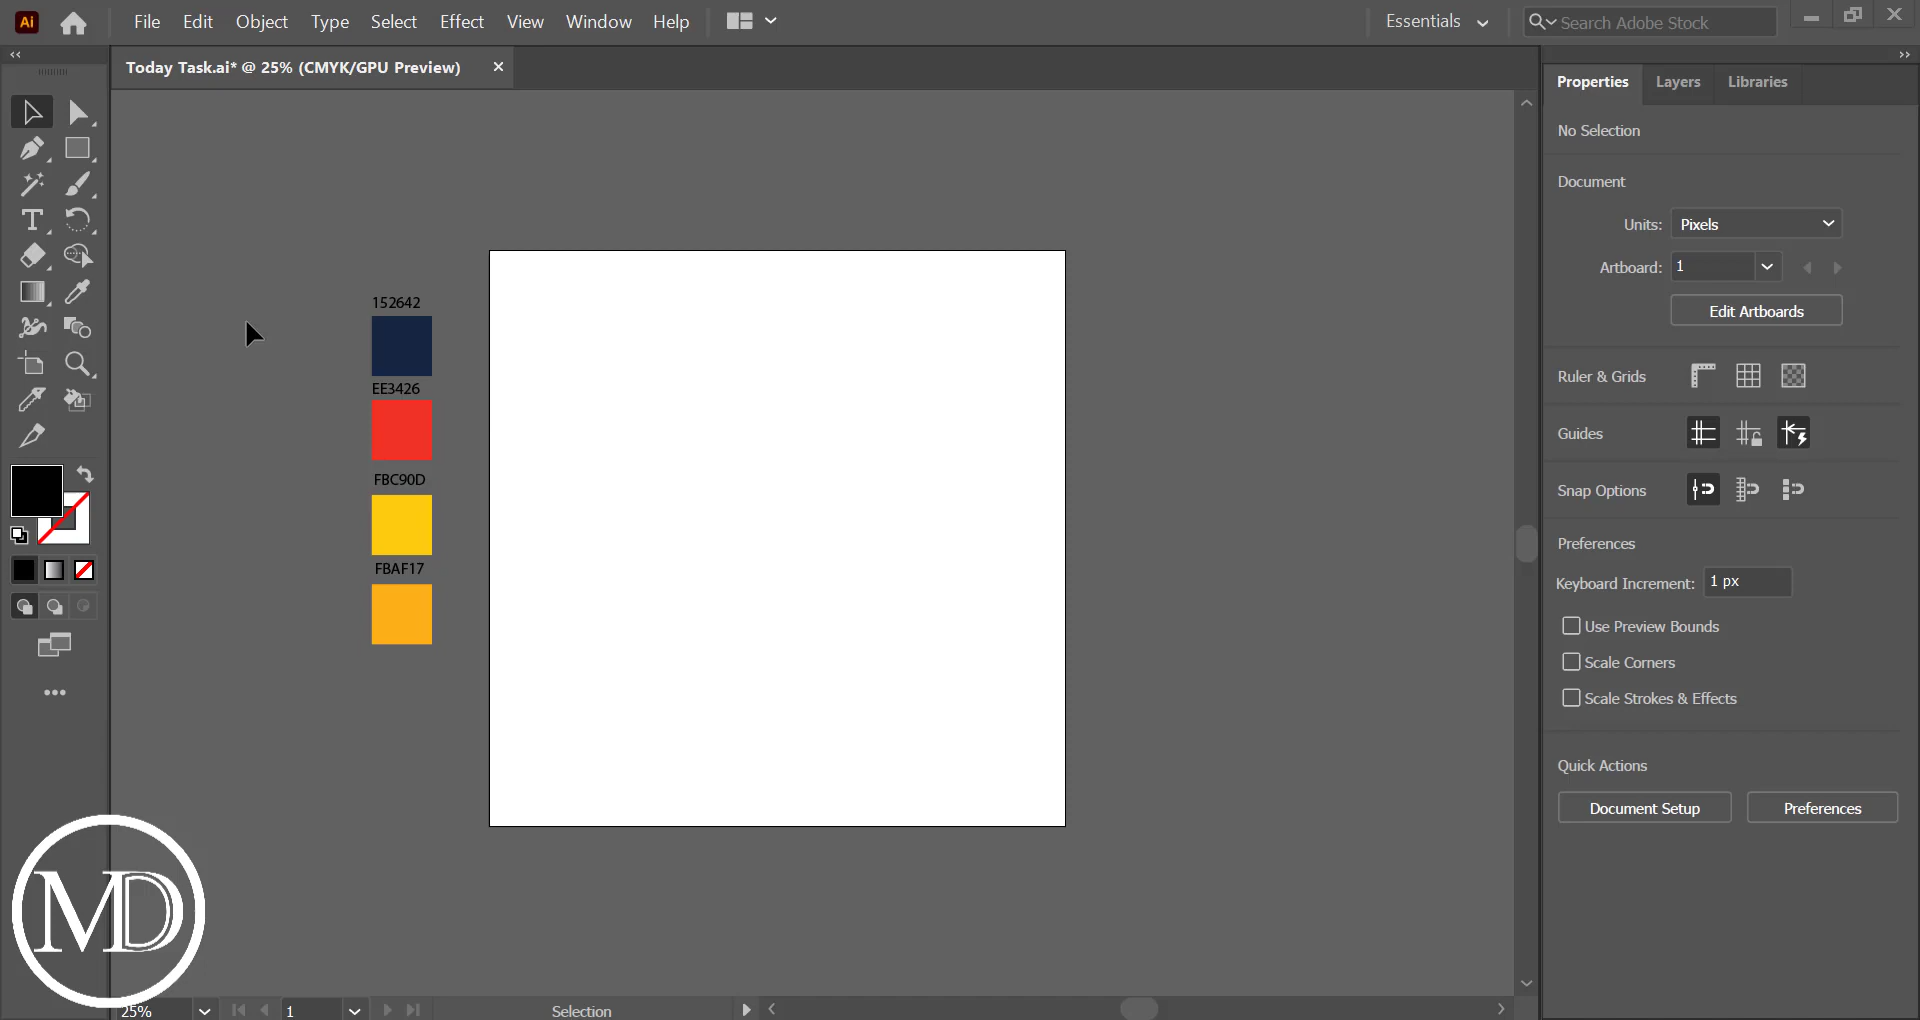 Ai File Edit Object Type Select Effect View Window Help Essentials Search Adobe Stock
Today Task.ai* @ 25% (CMYK/GPU Preview)
Properties Layers Libraries
No Selection
Document
Units: Pixels
Artboard: 1
Edit Artboards
Ruler & Grids
Guides
Snap Options
Preferences
Keyboard Increment: 1 px
Use Preview Bounds
Scale Corners
Scale Strokes & Effects
Quick Actions
Document Setup Preferences
152642
EE3426
FBC90D
FBAF17
MD
25% 1 Selection